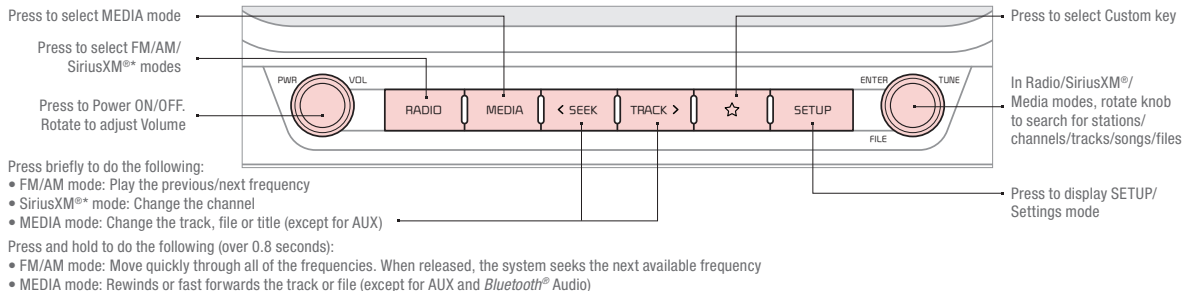 Press to select MEDIA mode
Press to select FM/AM/
SiriusXM®* modes
Press to Power ON/OFF.
Rotate to adjust Volume
PWR
VOL
RADIO
MEDIA
< SEEK
TRACK >
☆
SETUP
ENTER
TUNE
FILE
Press to select Custom key
In Radio/SiriusXM®/
Media modes, rotate knob
to search for stations/
channels/tracks/songs/files
Press to display SETUP/
Settings mode
Press briefly to do the following:
• FM/AM mode: Play the previous/next frequency
• SiriusXM®* mode: Change the channel
• MEDIA mode: Change the track, file or title (except for AUX)
Press and hold to do the following (over 0.8 seconds):
• FM/AM mode: Move quickly through all of the frequencies. When released, the system seeks the next available frequency
• MEDIA mode: Rewinds or fast forwards the track or file (except for AUX and Bluetooth® Audio)